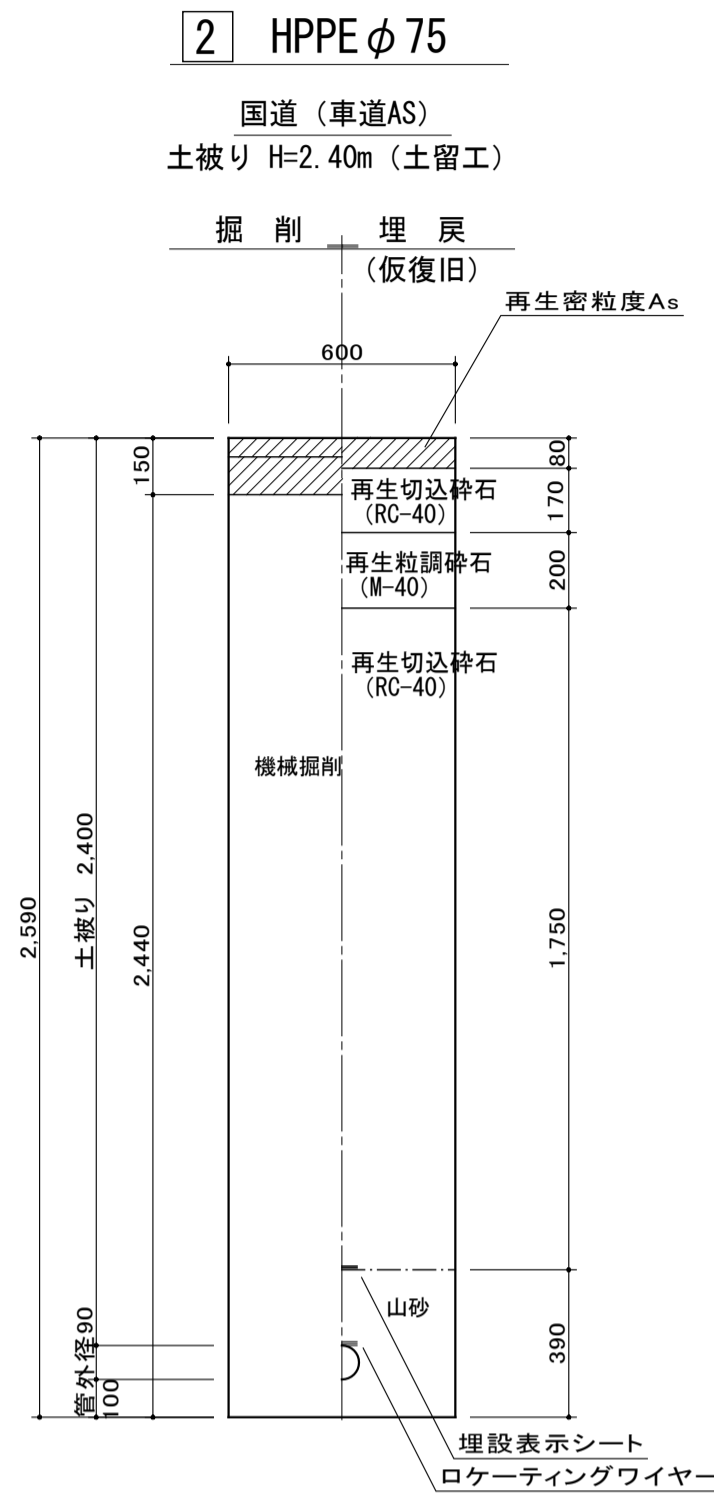 2 HPPEφ75
国道（車道AS）
土被り H=2.40m（土留工）
掘 削 埋 戻
（仮復旧）
再生密粒度As
600
150
80
再生切込砕石
（RC-40）
170
再生粒調砕石
（M-40）
200
再生切込砕石
（RC-40）
機械掘削
2,590
土被り 2,400
2,440
1,750
山砂
390
管外径90
100
埋設表示シート
ロケーティングワイヤー